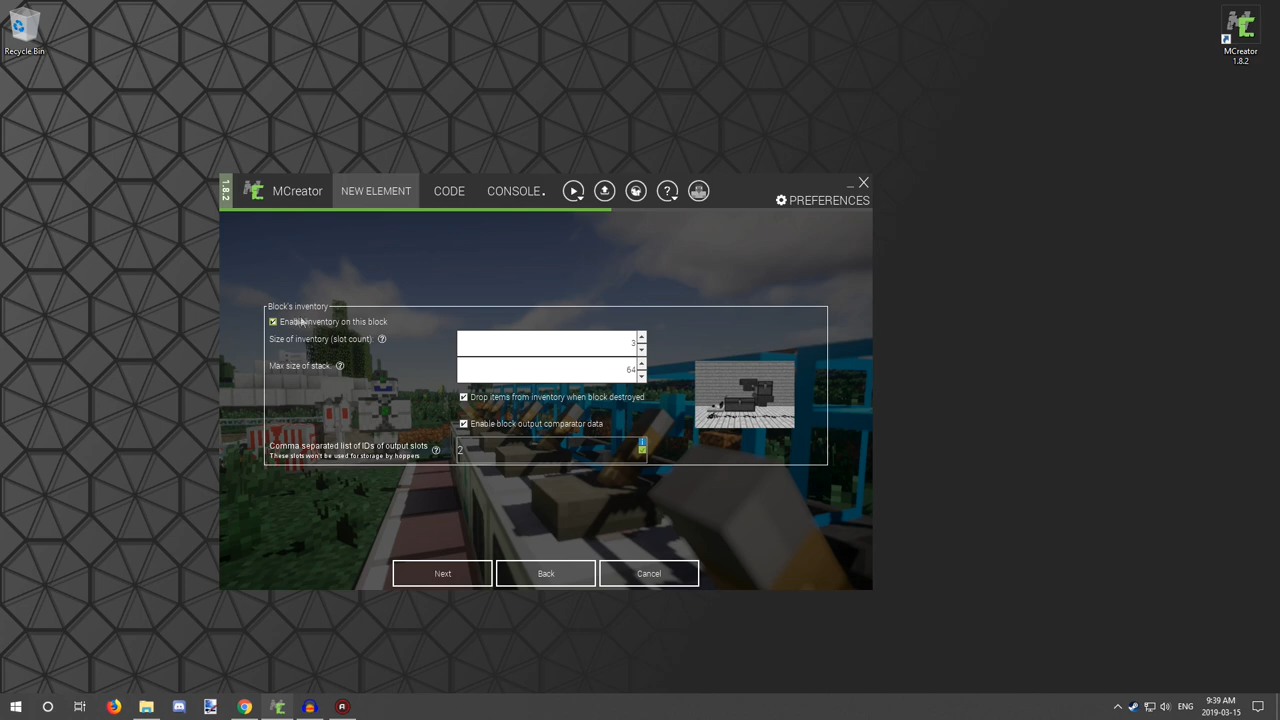 Recycle Bin
MCreator
1.8.2
1.8.2
MCreator
NEW ELEMENT
CODE
CONSOLE.
PREFERENCES
Block's inventory
Enable inventory on this block
Size of inventory (slot count):
3
Max size of stack:
64
Drop items from inventory when block destroyed
Enable block output comparator data
Comma separated list of IDs of output slots
These slots won't be used for storage by hoppers
2
Next
Back
Cancel
ENG
9:39 AM
2019-03-15